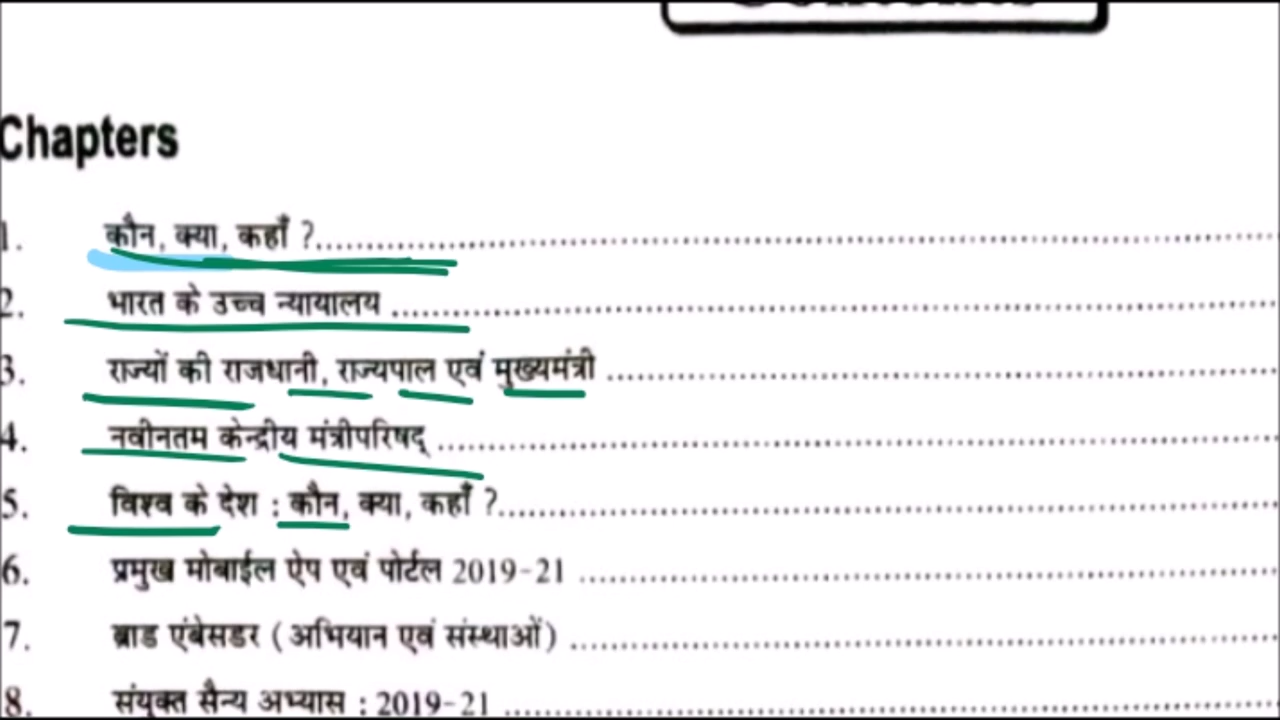 Contents
Chapters
1. कौन, क्या, कहाँ ?
2. भारत के उच्च न्यायालय
3. राज्यों की राजधानी, राज्यपाल एवं मुख्यमंत्री
4. नवीनतम केन्द्रीय मंत्रीपरिषद्
5. विश्व के देश : कौन, क्या, कहाँ ?
6. प्रमुख मोबाईल ऐप एवं पोर्टल 2019-21
7. ब्राड एंबेसडर (अभियान एवं संस्थाओं)
8. संयुक्त सैन्य अभ्यास : 2019-21